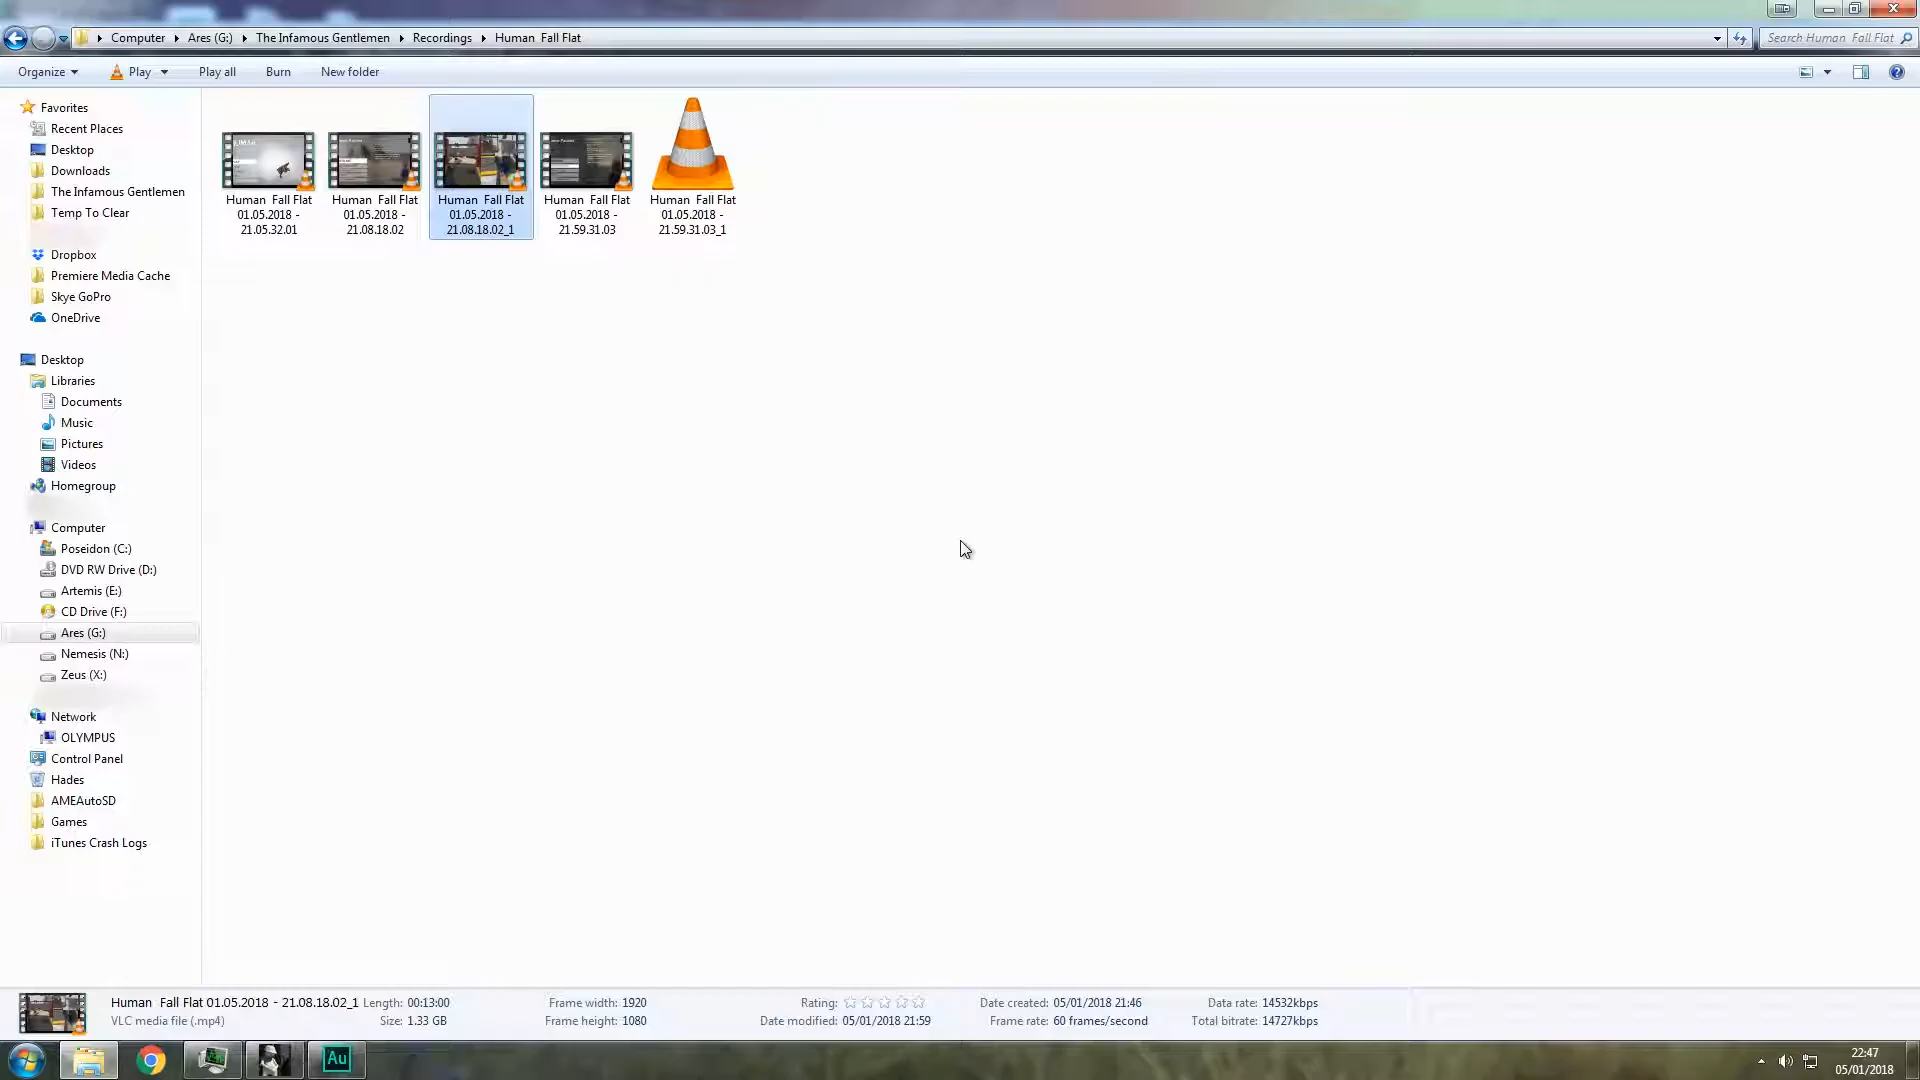 Computer Ares (G:) The Infamous Gentlemen Recordings Human Fall Flat
Search Human Fall Flat
Organize Play Play all Burn New folder
Favorites
Recent Places
Desktop
Downloads
The Infamous Gentlemen
Temp To Clear
Dropbox
Premiere Media Cache
Skye GoPro
OneDrive
Desktop
Libraries
Documents
Music
Pictures
Videos
Homegroup
Computer
Poseidon (C:)
DVD RW Drive (D:)
Artemis (E:)
CD Drive (F:)
Ares (G:)
Nemesis (N:)
Zeus (X:)
Network
OLYMPUS
Control Panel
Hades
AMEAutoSD
Games
iTunes Crash Logs
Human Fall Flat
01.05.2018 -
21.05.32.01
Human Fall Flat
01.05.2018 -
21.08.18.02
Human Fall Flat
01.05.2018 -
21.08.18.02_1
Human Fall Flat
01.05.2018 -
21.59.31.03
Human Fall Flat
01.05.2018 -
21.59.31.03_1
Human Fall Flat 01.05.2018 - 21.08.18.02_1 Length: 00:13:00 Frame width: 1920 Rating: Date created: 05/01/2018 21:46 Data rate: 14532kbps
VLC media file (.mp4) Size: 1.33 GB Frame height: 1080 Date modified: 05/01/2018 21:59 Frame rate: 60 frames/second Total bitrate: 14727kbps
Au
22:47
05/01/2018